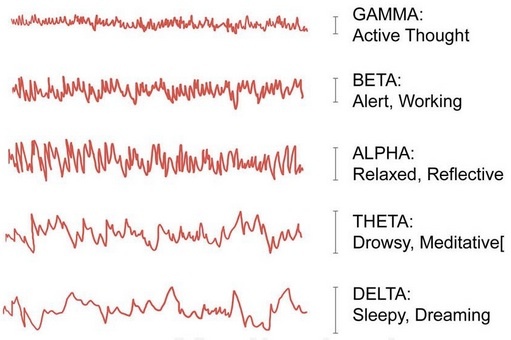 GAMMA:
Active Thought
BETA:
Alert, Working
ALPHA:
Relaxed, Reflective
THETA:
Drowsy, Meditative[
DELTA:
Sleepy, Dreaming